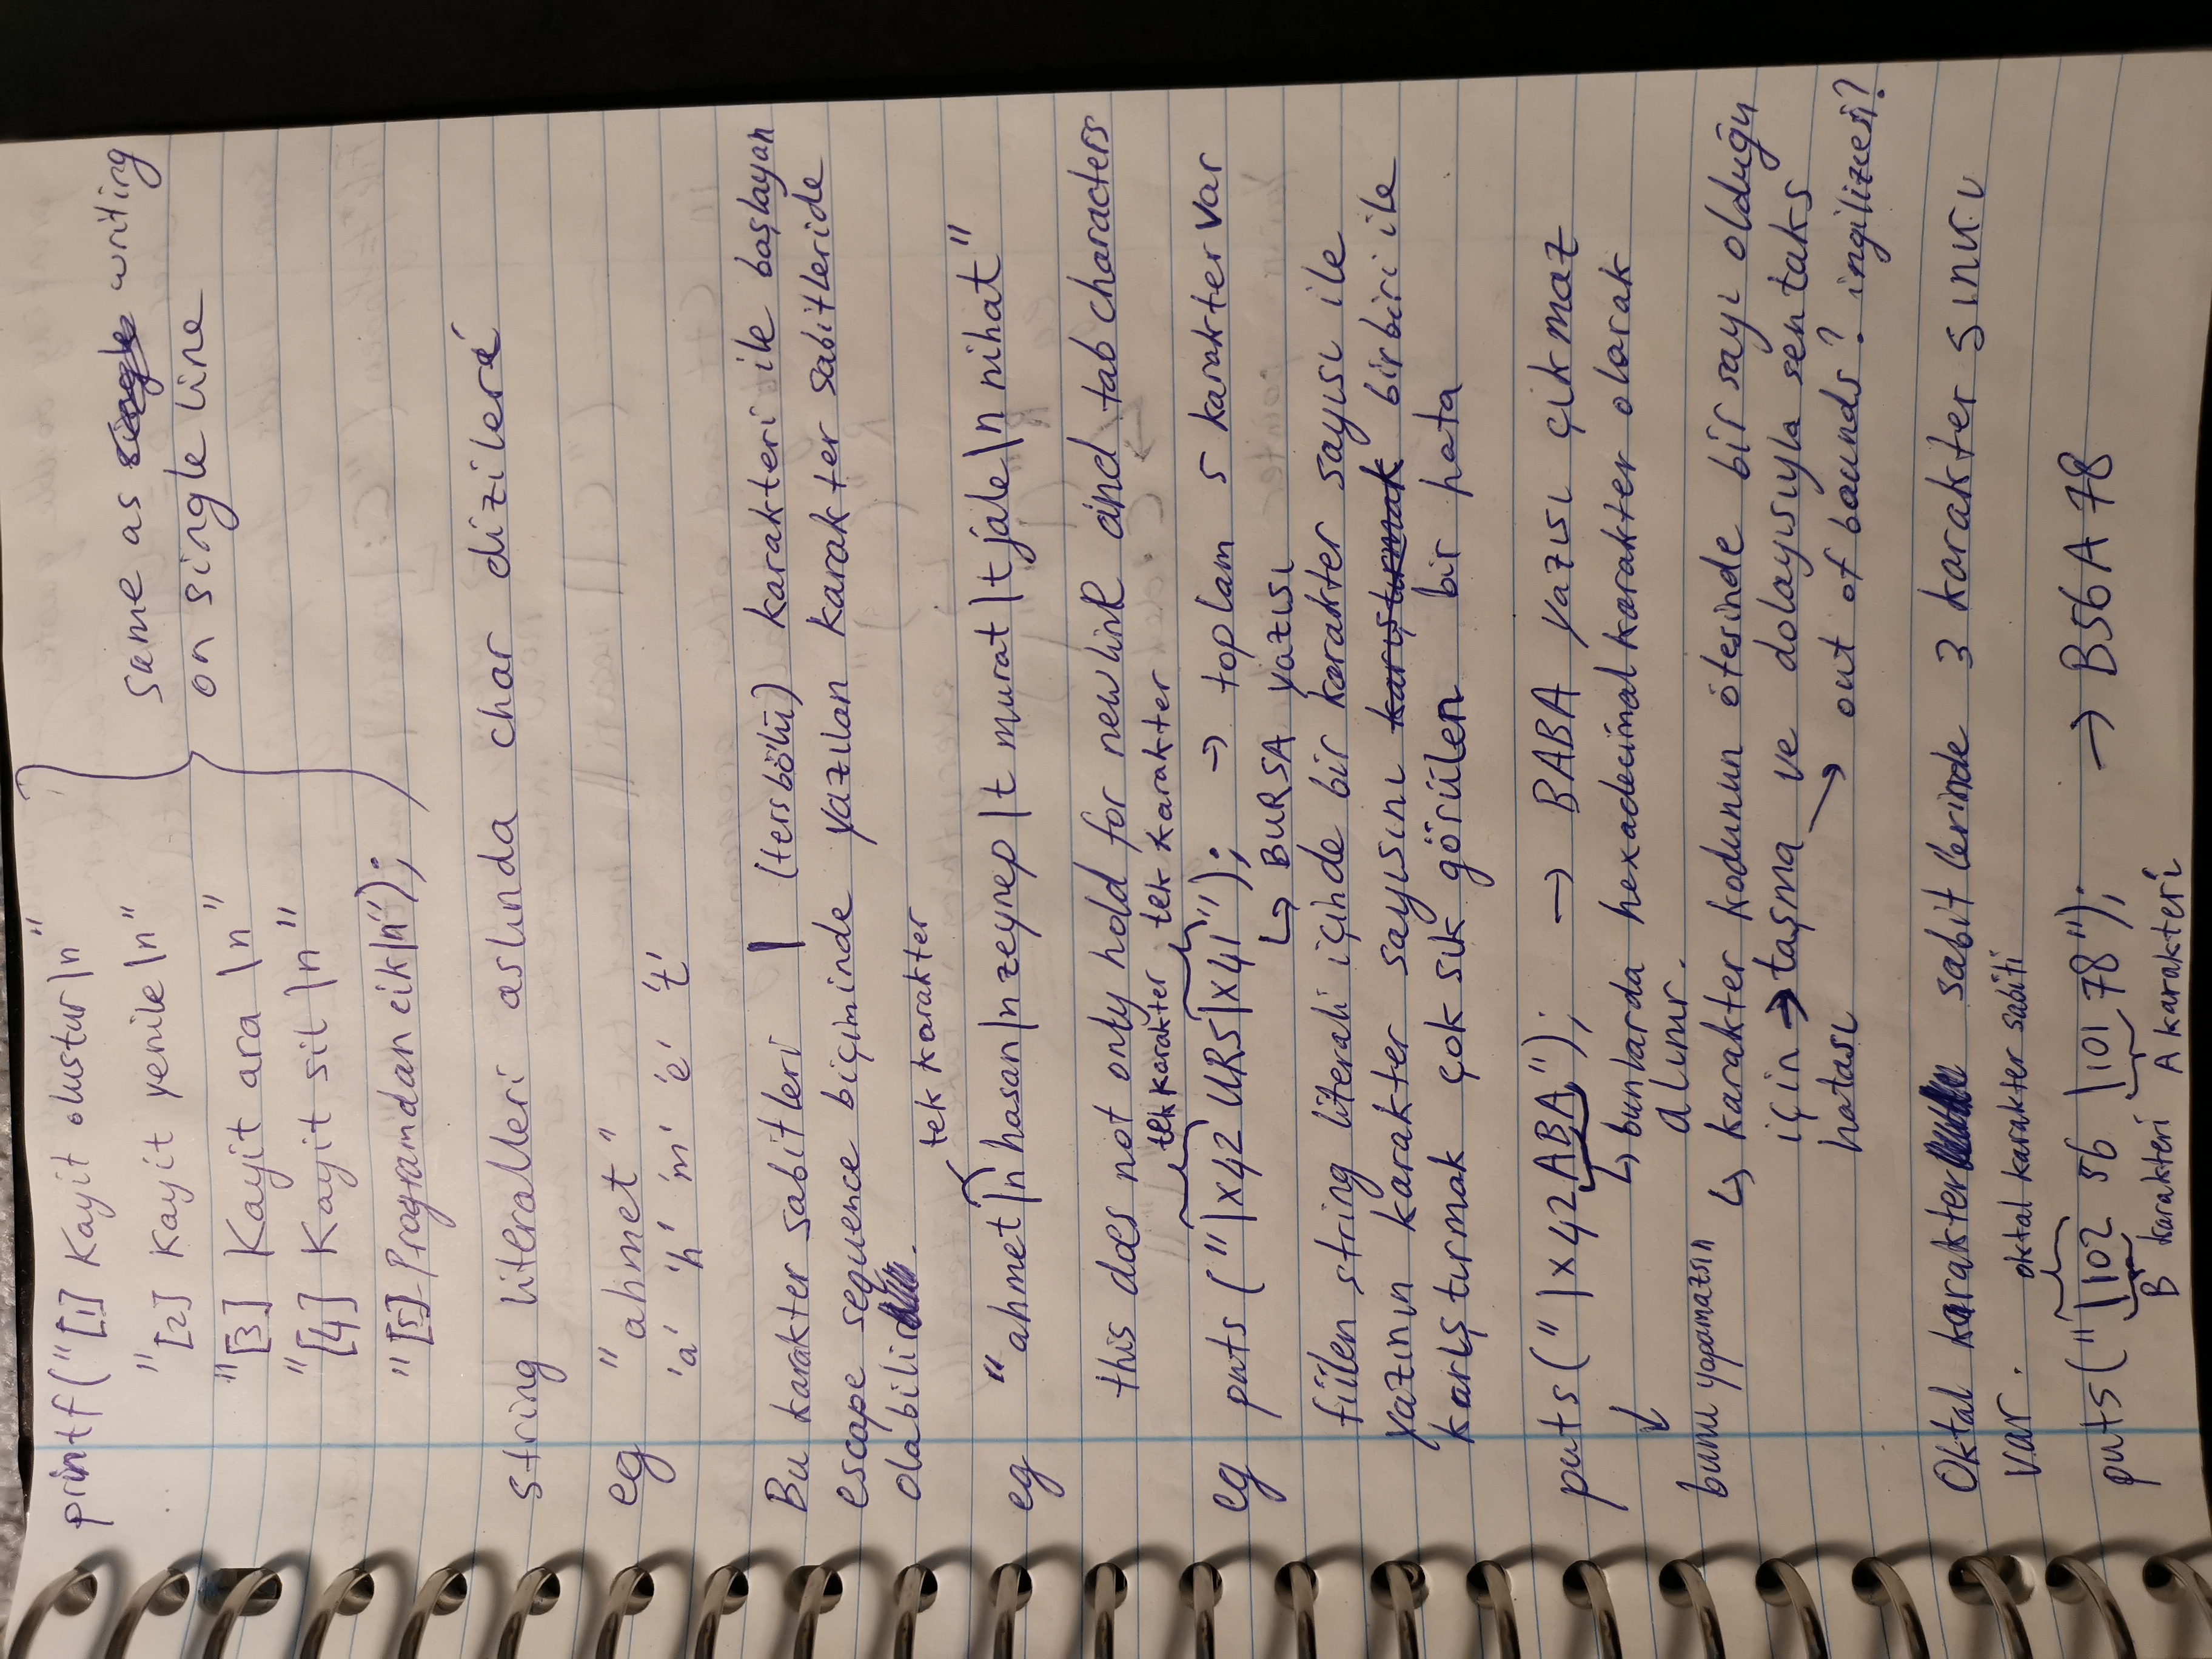 printf("[1] Kayit olustur\n"
"[2] Kayit yenile\n"
"[3] Kayit ara\n"
"[4] Kayit sil\n"
"[5] Programdan cik\n");
same as writing
on single line
string literalleri aslında char dizileri
eg "ahmet"
'a' 'h' 'm' 'e' 't'
Bu karakter sabitleri \ (tersbölü) karakteri ile başlayan
escape sequence biçiminde yazılan karakter sabitleride
olabilir.
tek karakter
eg "ahmet\n hasan\n zeynep\t murat\t jale\n nihat"
this does not only hold for newline and tab characters
tek karakter, tek karakter
eg puts ("\x42 URS\x41"); → toplam 5 karakter var
↳ BURSA yazısı
fiilen string literali içinde bir karakter sayısı ile
yazının karakter sayısını karıştırmak birbiri ile
karıştırmak çok sık görülen bir hata
puts("\x42ABA"); → BABA yazısı çıkmaz
↳ bunlarda hexadecimal karakter olarak
alınır.
bunu yapamazsın
↳ karakter kodunun ötesinde bir sayı olduğu
için → taşma ve dolayısıyla sentaks
hatası → out of bounds? ingilizcesi?
Oktal karakter sabitlerinde 3 karakter sınırı
var.
oktal karakter sabiti
puts("\102 56 \101 78"); → B56A78
B karakteri A karakteri